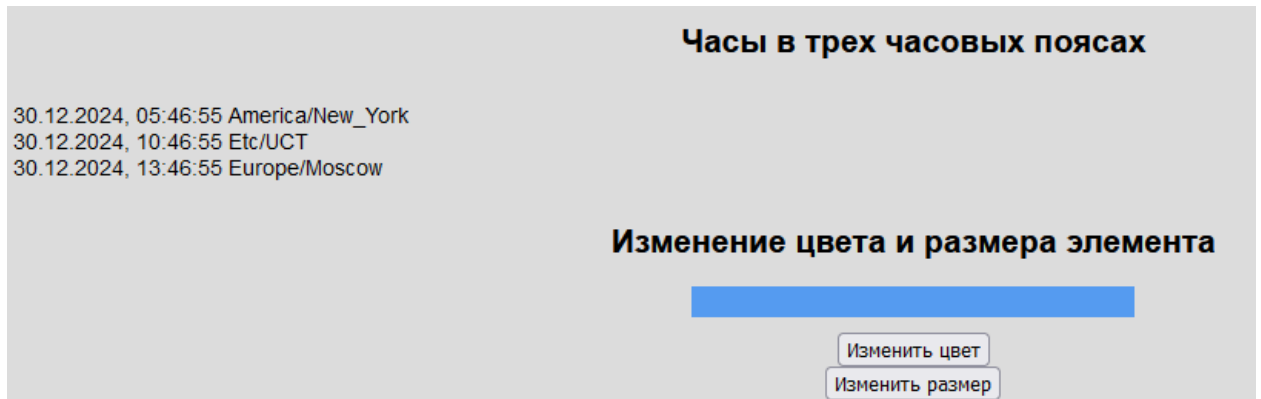 Часы в трех часовых поясах
30.12.2024, 05:46:55 America/New_York
30.12.2024, 10:46:55 Etc/UCT
30.12.2024, 13:46:55 Europe/Moscow
Изменение цвета и размера элемента
Изменить цвет
Изменить размер